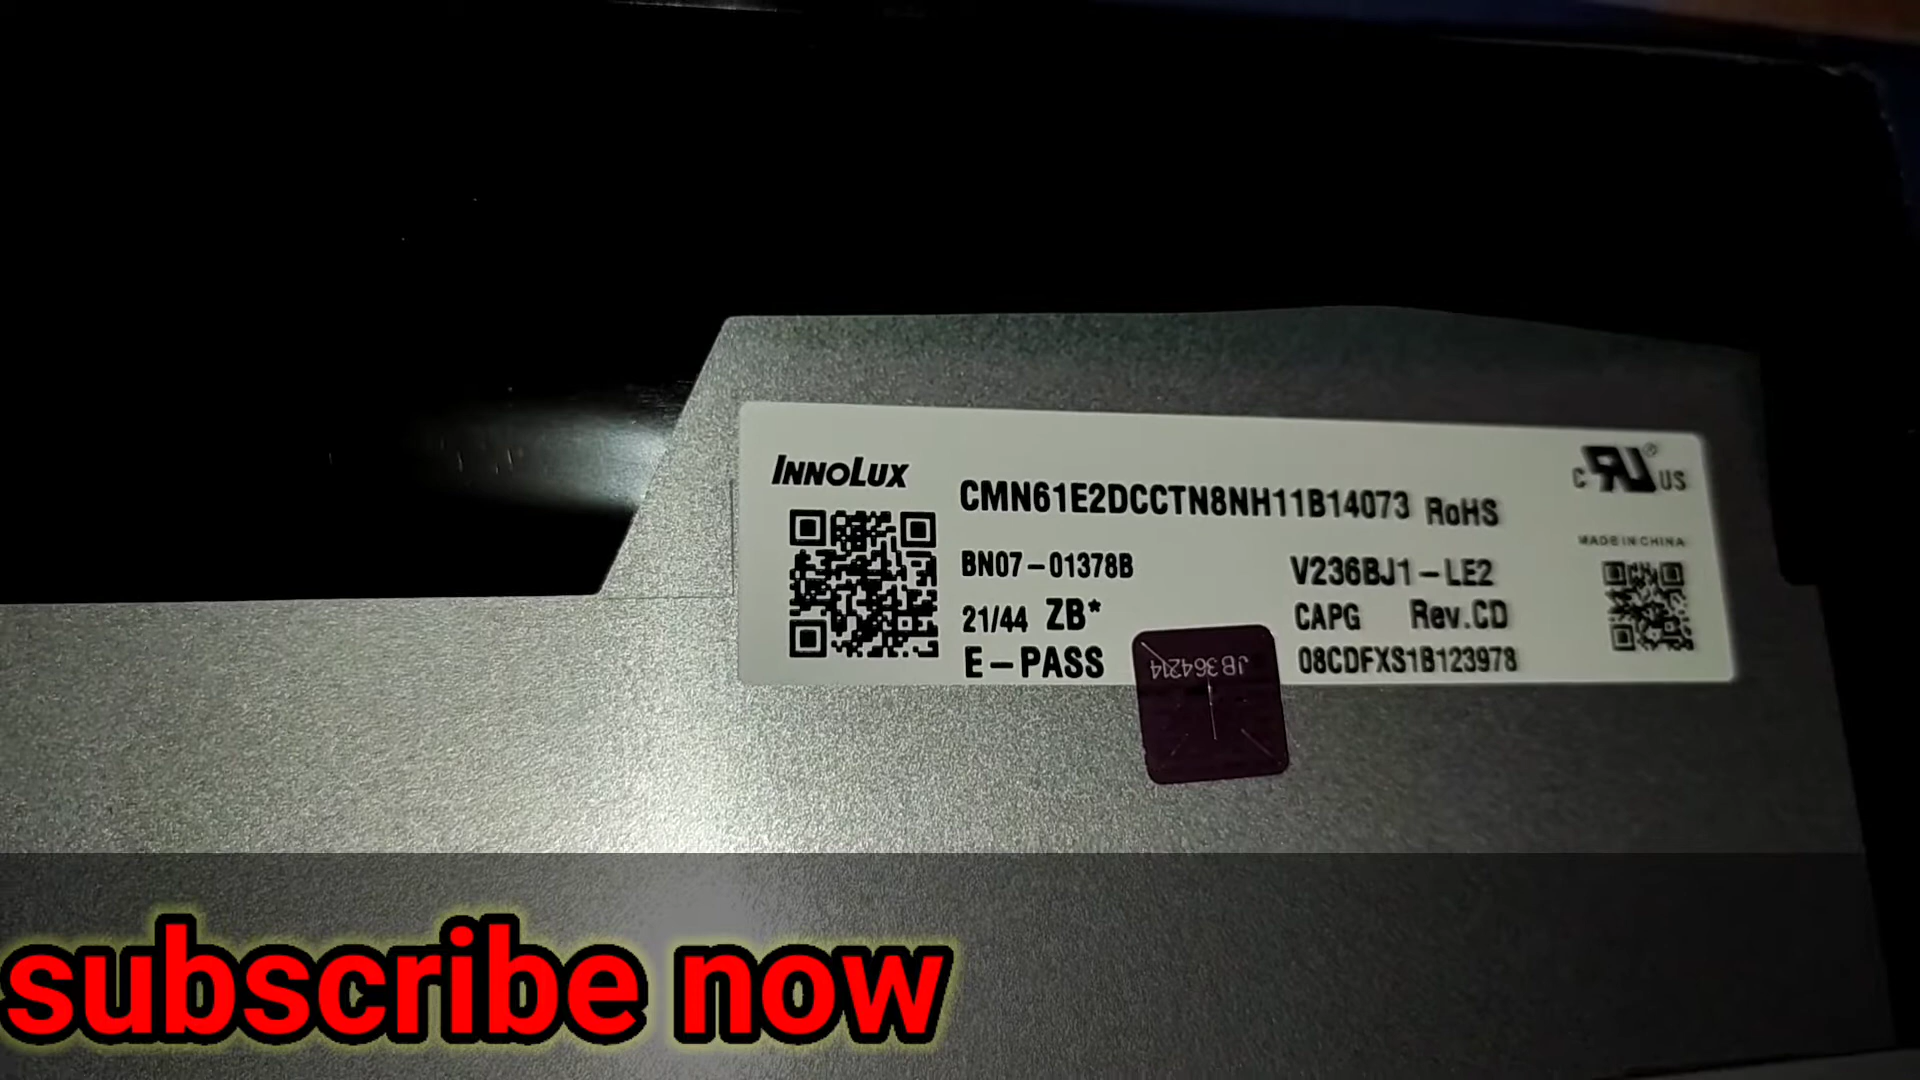 INNOLUX
CMN61E2DCCTN8NH11B14073 RoHS
C RU ® US
MADE IN CHINA
BN07-01378B
V236BJ1-LE2
21/44 ZB*
CAPG Rev.CD
E-PASS
08CDFXS1B123978
JB364214
subscribe now